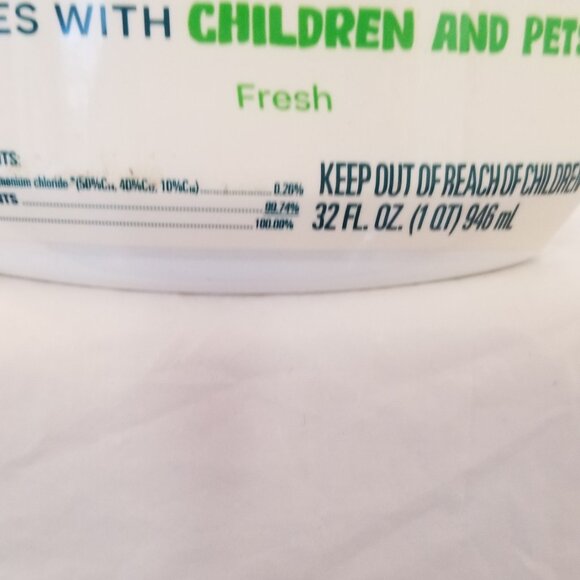 ES WITH CHILDREN AND PETS
Fresh
TS:
monium chloride *(50%C₁₄, 40%C₁₂, 10%C₁₆) 0.26%
NTS 99.74%
100.00%
KEEP OUT OF REACH OF CHILDREN
32 FL. OZ. (1 QT) 946 mL